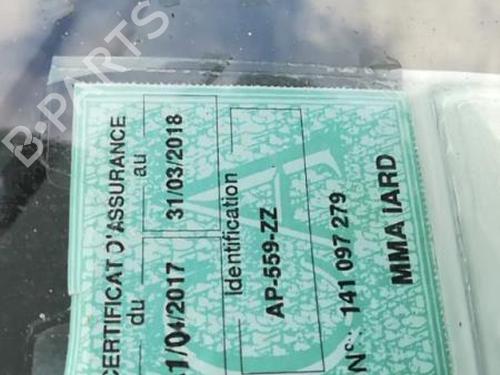 CERTIFICAT D'ASSURANCE
du au
1/04/2017 31/03/2018
Identification
AP-559-ZZ
N°: 141 097 279
MMA IARD
B-Parts